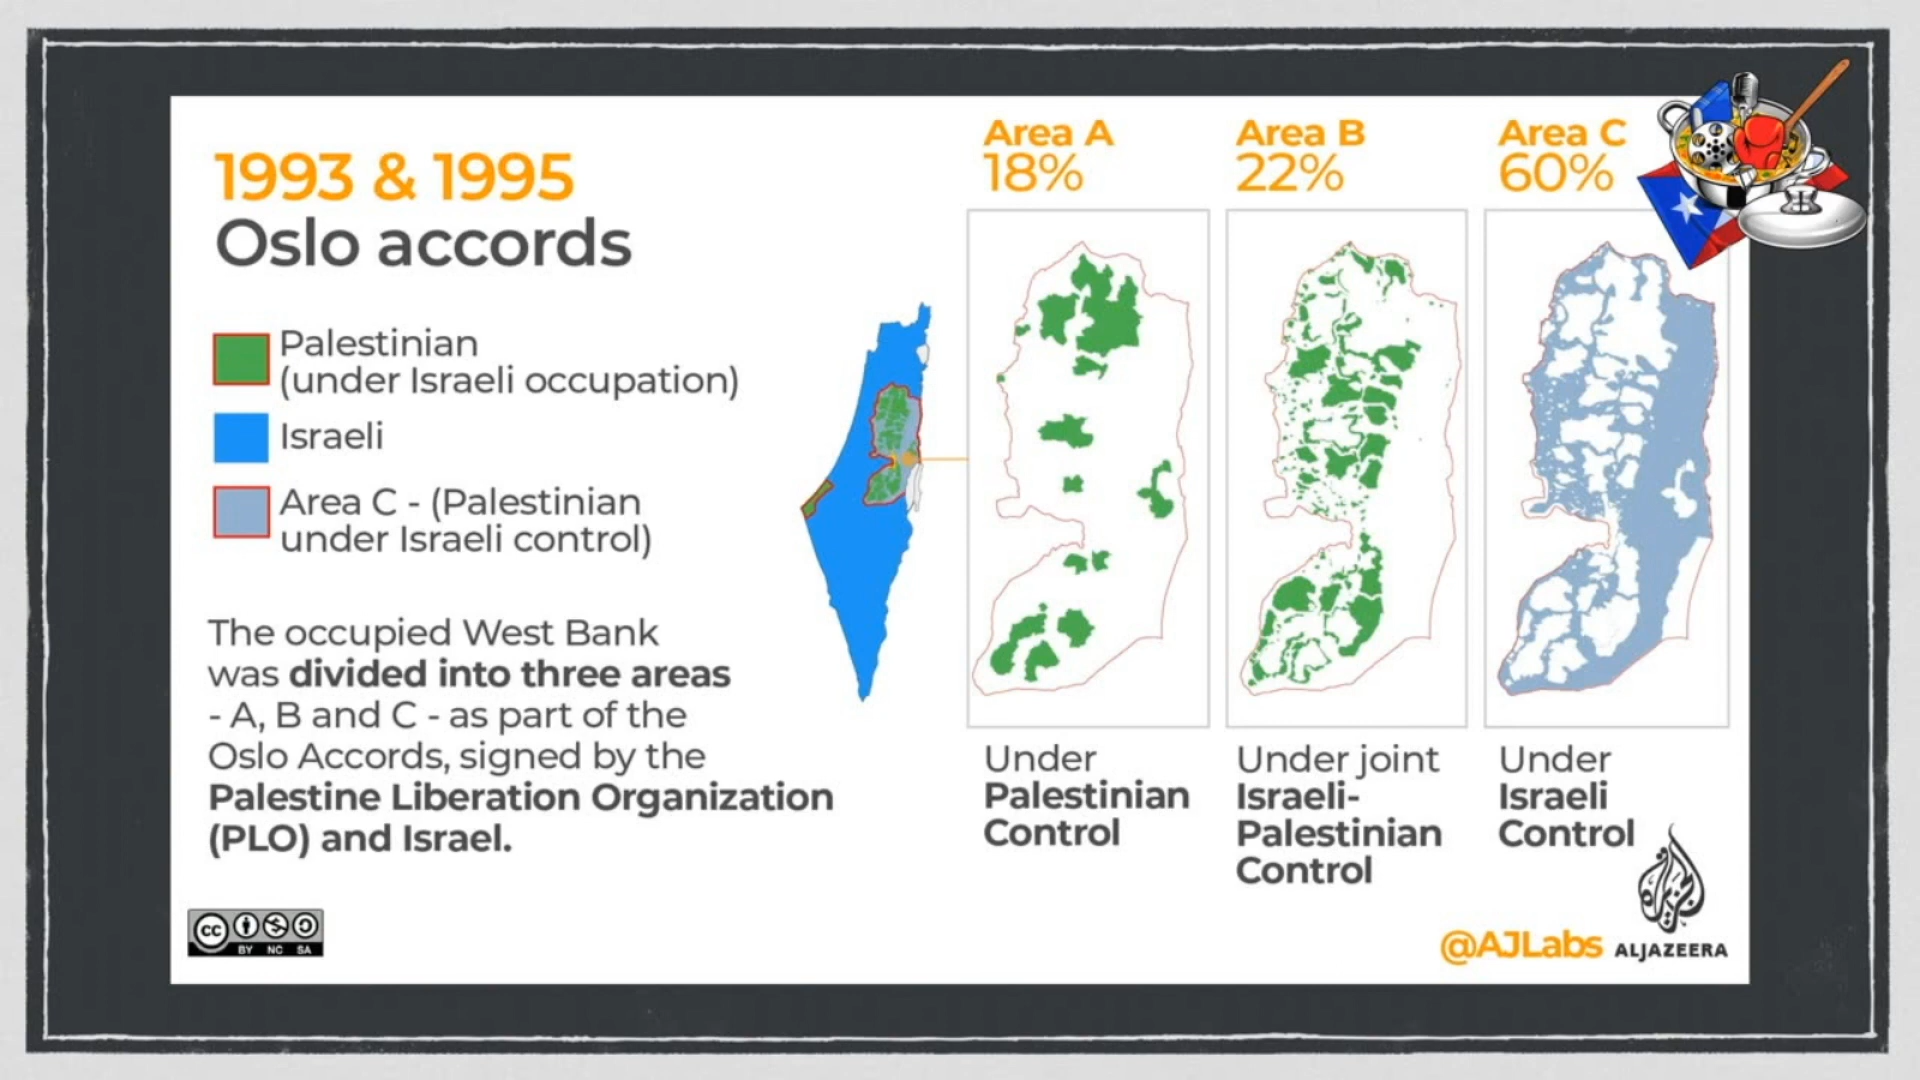 1993 & 1995
Oslo accords
Palestinian
(under Israeli occupation)
Israeli
Area C - (Palestinian
under Israeli control)
The occupied West Bank
was divided into three areas
- A, B and C - as part of the
Oslo Accords, signed by the
Palestine Liberation Organization
(PLO) and Israel.
Area A
18%
Under
Palestinian
Control
Area B
22%
Under joint
Israeli-
Palestinian
Control
Area C
60%
Under
Israeli
Control
cc
BY NC SA
@AJLabs
الجزيرة
ALJAZEERA